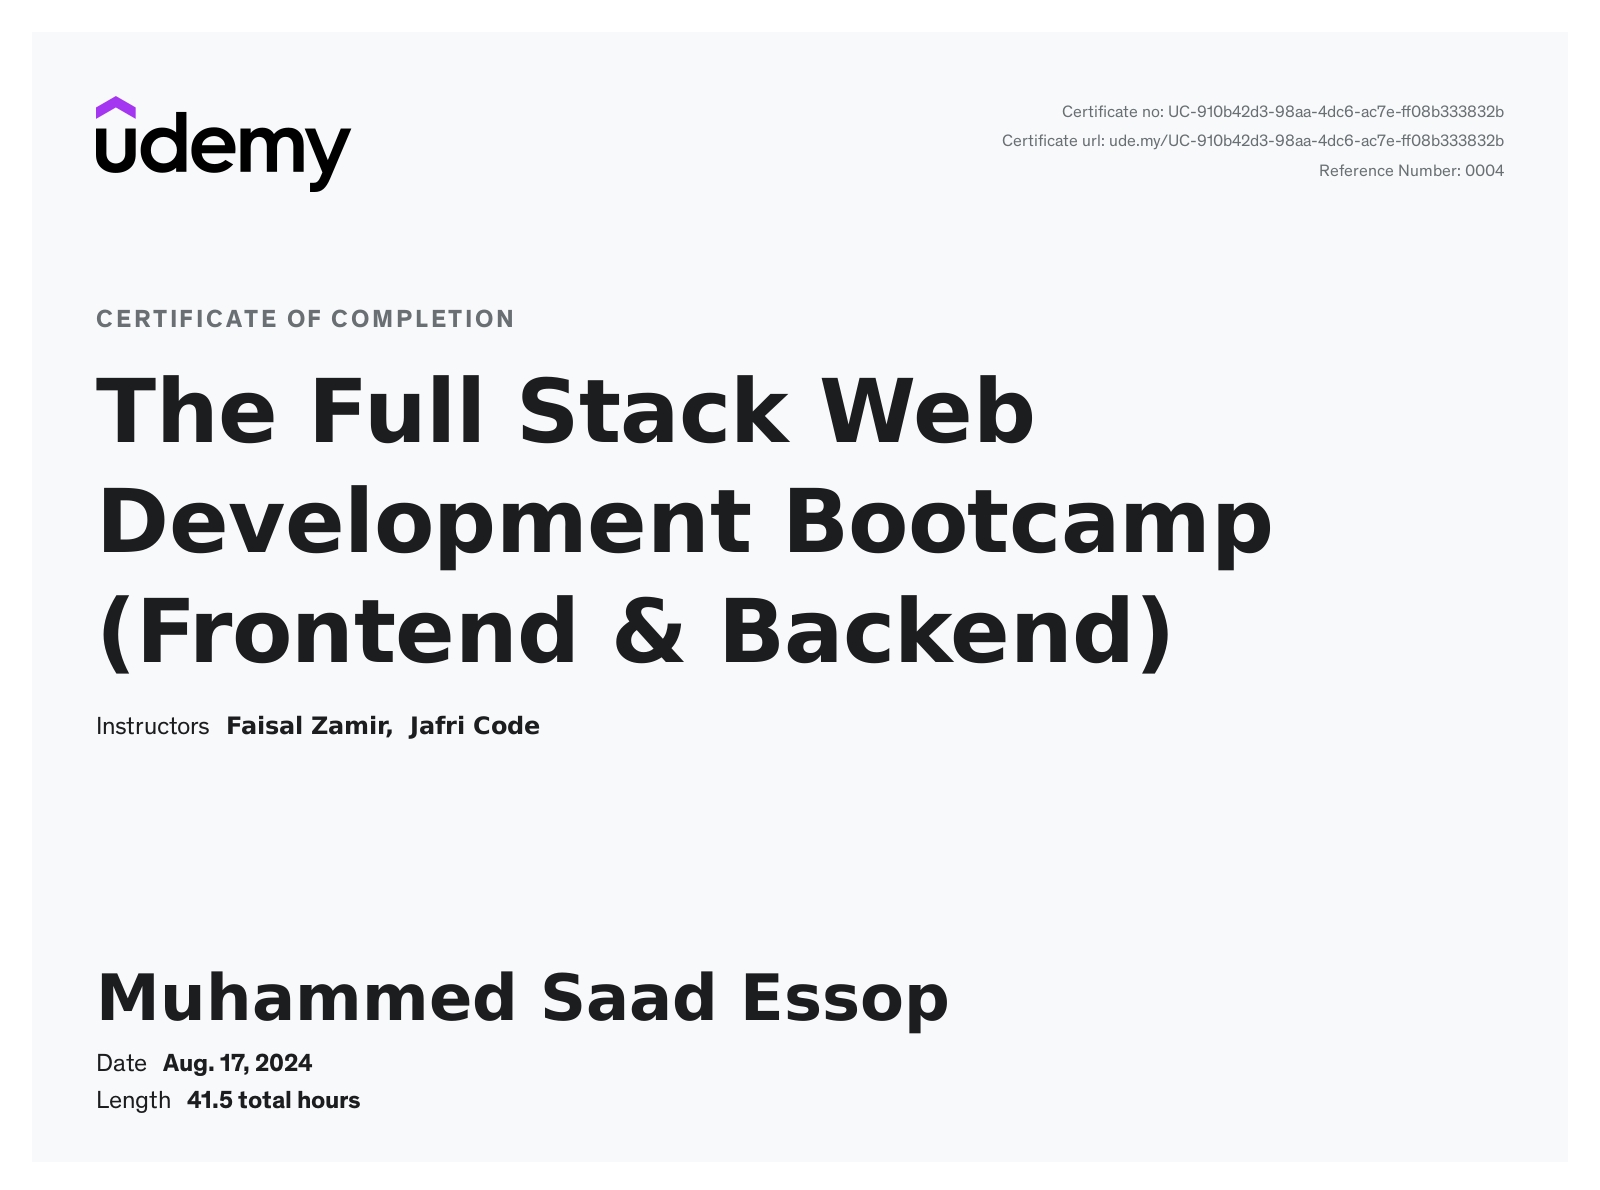 udemy
Certificate no: UC-910b42d3-98aa-4dc6-ac7e-ff08b333832b
Certificate url: ude.my/UC-910b42d3-98aa-4dc6-ac7e-ff08b333832b
Reference Number: 0004
CERTIFICATE OF COMPLETION
The Full Stack Web
Development Bootcamp
(Frontend & Backend)
Instructors Faisal Zamir, Jafri Code
Muhammed Saad Essop
Date Aug. 17, 2024
Length 41.5 total hours